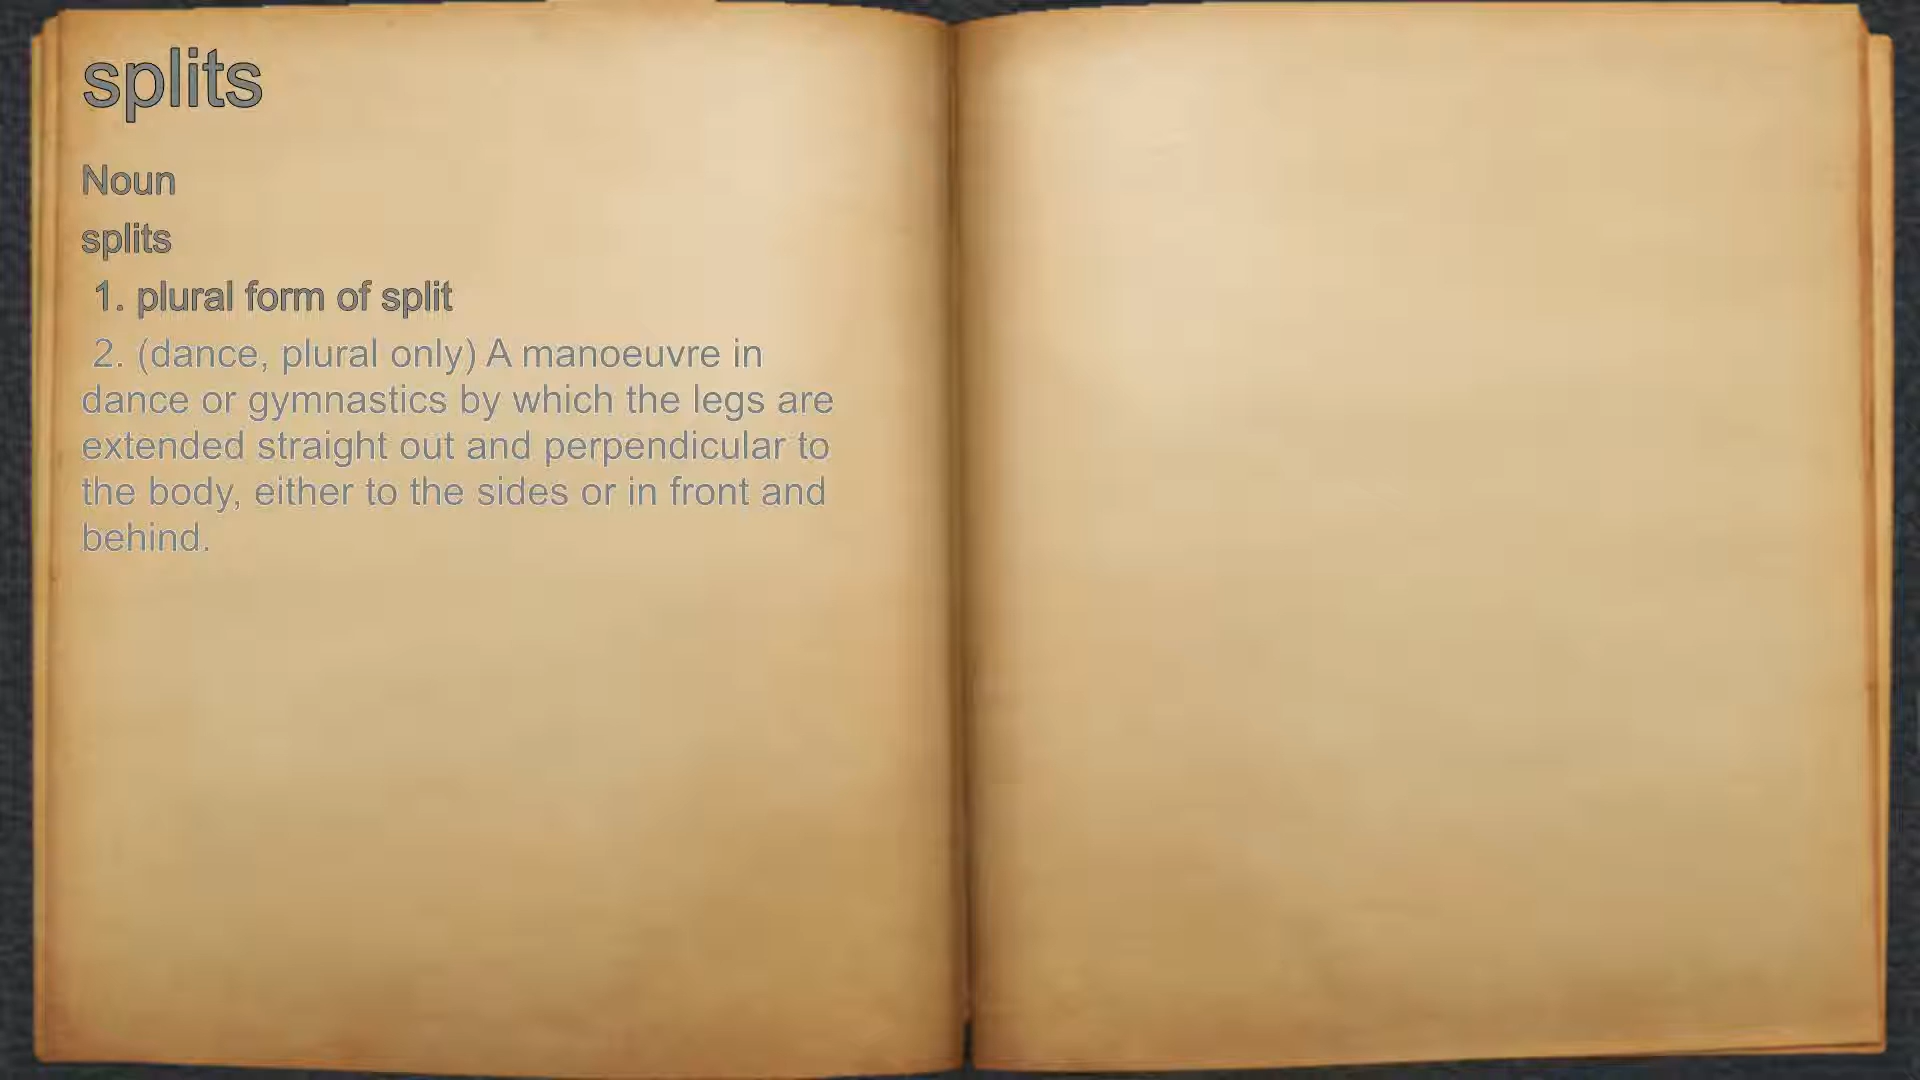 splits
Noun
splits
1. plural form of split
2. (dance, plural only) A manoeuvre in
dance or gymnastics by which the legs are
extended straight out and perpendicular to
the body, either to the sides or in front and
behind.